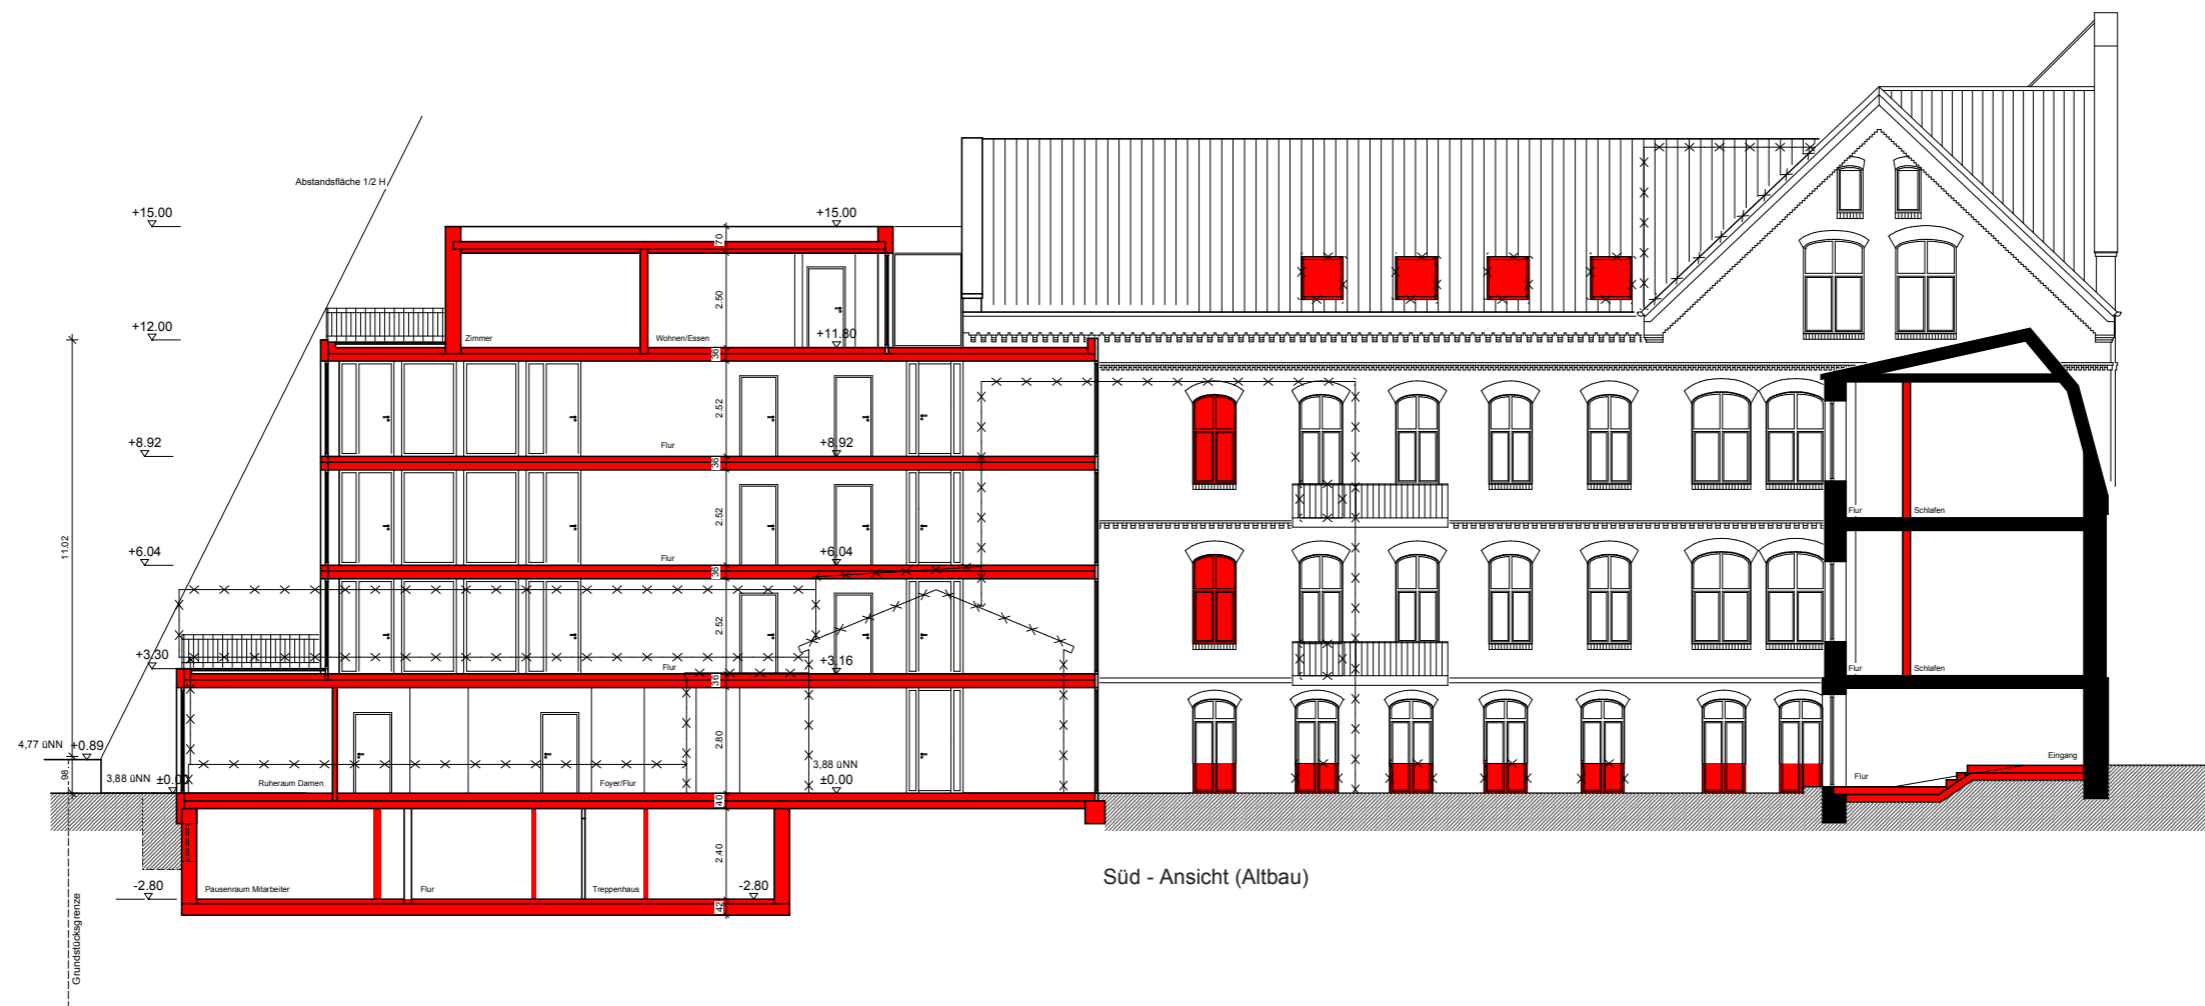 Abstandsfläche 1/2 H
+15.00
+15.00
70
2.50
+12.00
Zimmer
Wohnen/Essen
+11.80
36
2.52
+8.92
Flur
+8.92
36
2.52
11.02
+6.04
Flur
+6.04
36
2.52
+3.30
Flur
+3.16
36
2.80
4,77 üNN
+0.89
98
3,88 üNN
±0.00
Ruheraum Damen
Foyer/Flur
3,88 üNN
±0.00
40
2.40
-2.80
Pausenraum Mitarbeiter
Flur
Treppenhaus
-2.80
42
Grundstücksgrenze
Flur
Schlafen
Flur
Schlafen
Eingang
Flur
Süd - Ansicht (Altbau)